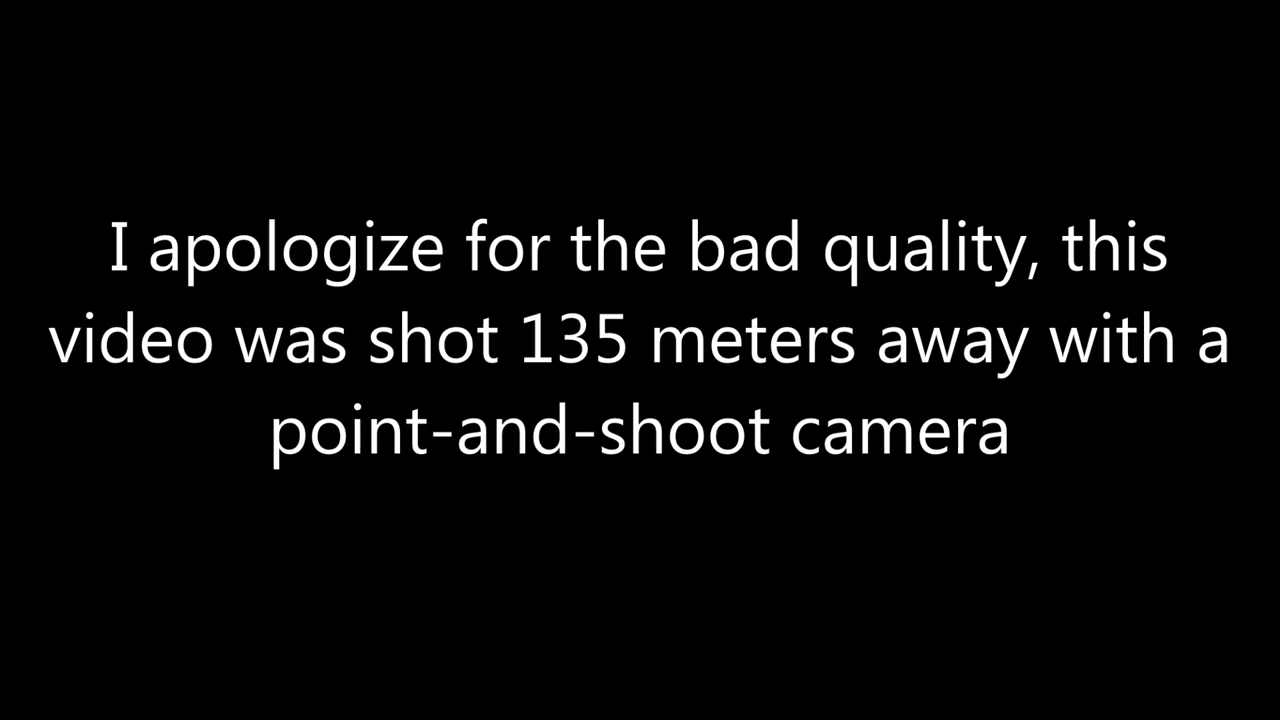 I apologize for the bad quality, this
video was shot 135 meters away with a
point-and-shoot camera